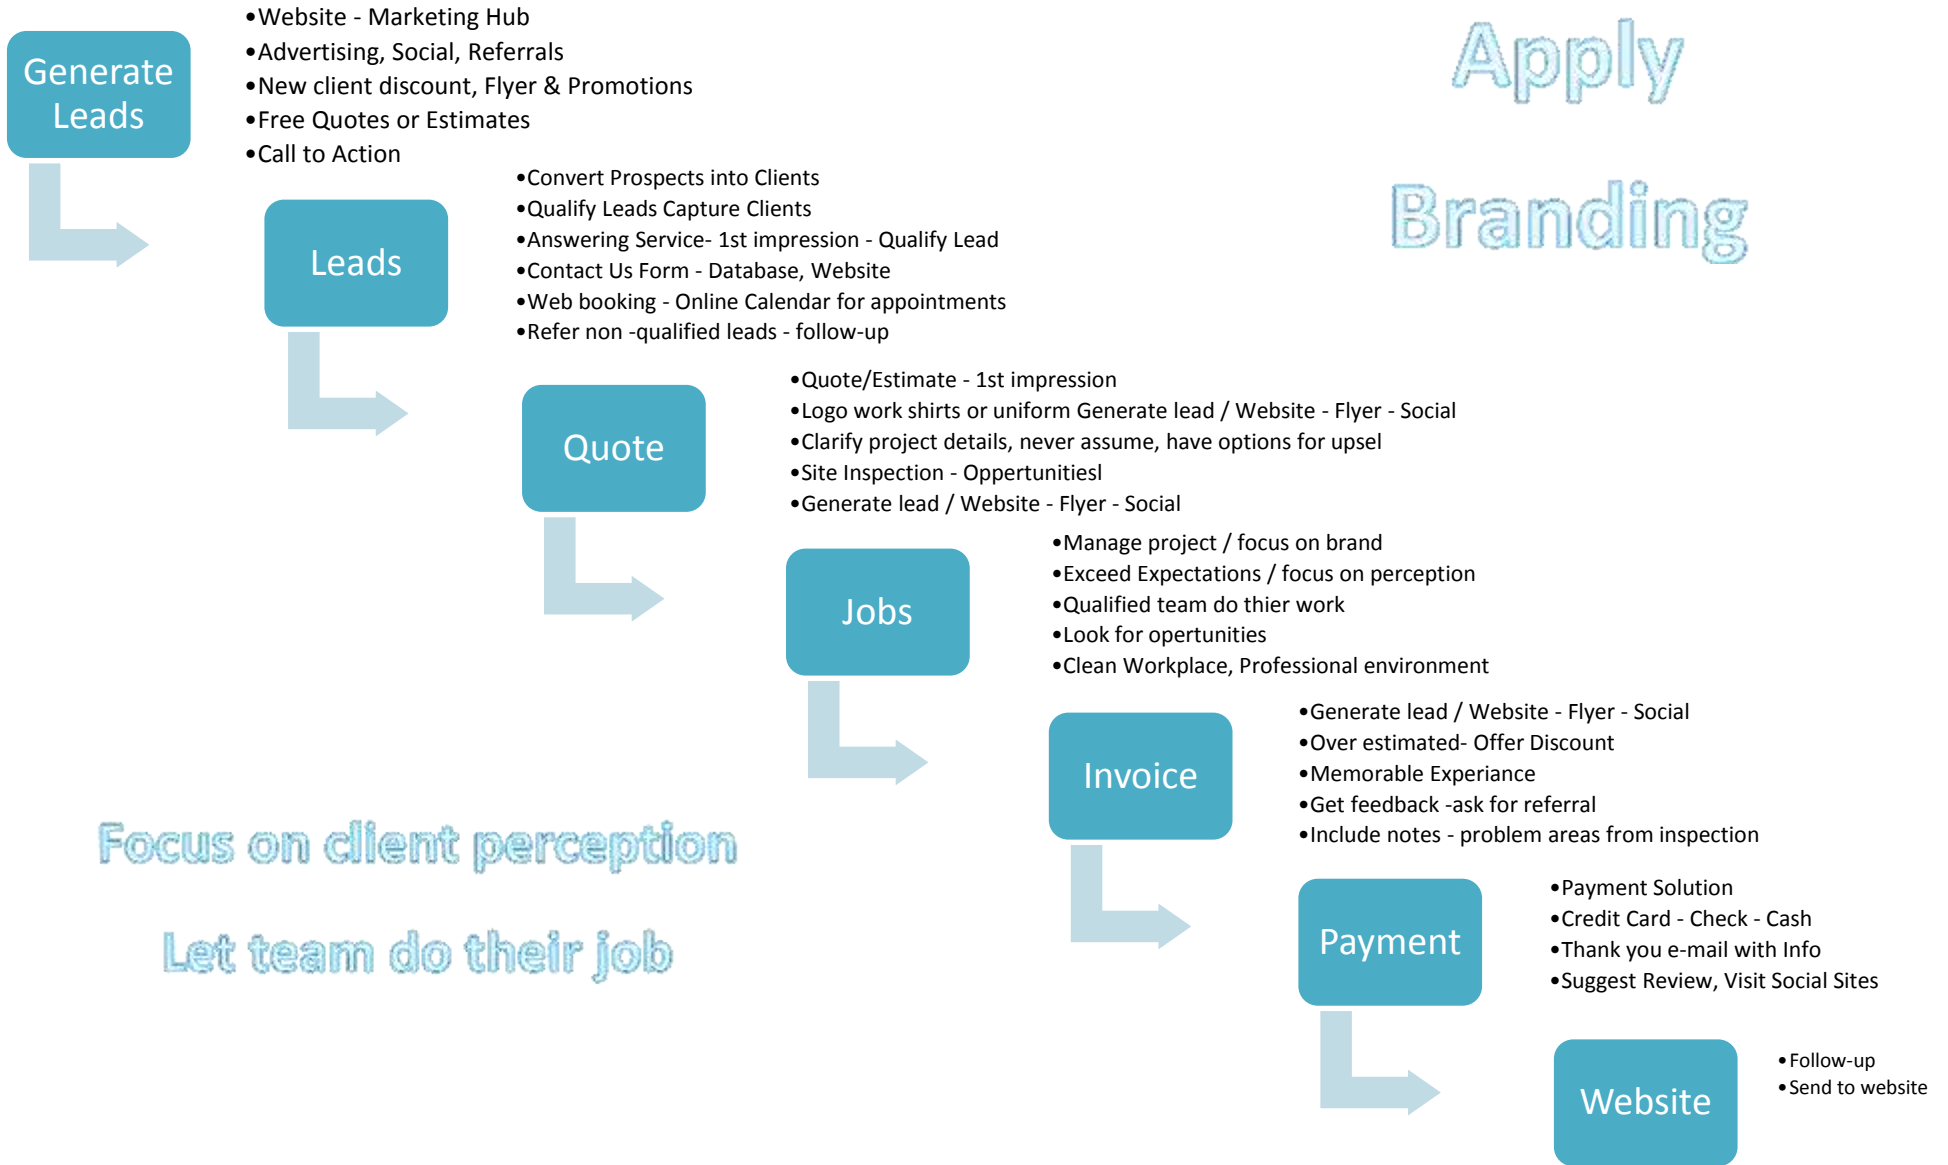 Generate
Leads
•Website - Marketing Hub
•Advertising, Social, Referrals
•New client discount, Flyer & Promotions
•Free Quotes or Estimates
•Call to Action
Apply
Branding
Leads
•Convert Prospects into Clients
•Qualify Leads Capture Clients
•Answering Service- 1st impression - Qualify Lead
•Contact Us Form - Database, Website
•Web booking - Online Calendar for appointments
•Refer non -qualified leads - follow-up
Quote
•Quote/Estimate - 1st impression
•Logo work shirts or uniform Generate lead / Website - Flyer - Social
•Clarify project details, never assume, have options for upsel
•Site Inspection - Oppertunitiesl
•Generate lead / Website - Flyer - Social
Jobs
•Manage project / focus on brand
•Exceed Expectations / focus on perception
•Qualified team do thier work
•Look for opertunities
•Clean Workplace, Professional environment
Invoice
•Generate lead / Website - Flyer - Social
•Over estimated- Offer Discount
•Memorable Experiance
•Get feedback -ask for referral
•Include notes - problem areas from inspection
Focus on client perception
Let team do their job
Payment
•Payment Solution
•Credit Card - Check - Cash
•Thank you e-mail with Info
•Suggest Review, Visit Social Sites
Website
•Follow-up
•Send to website